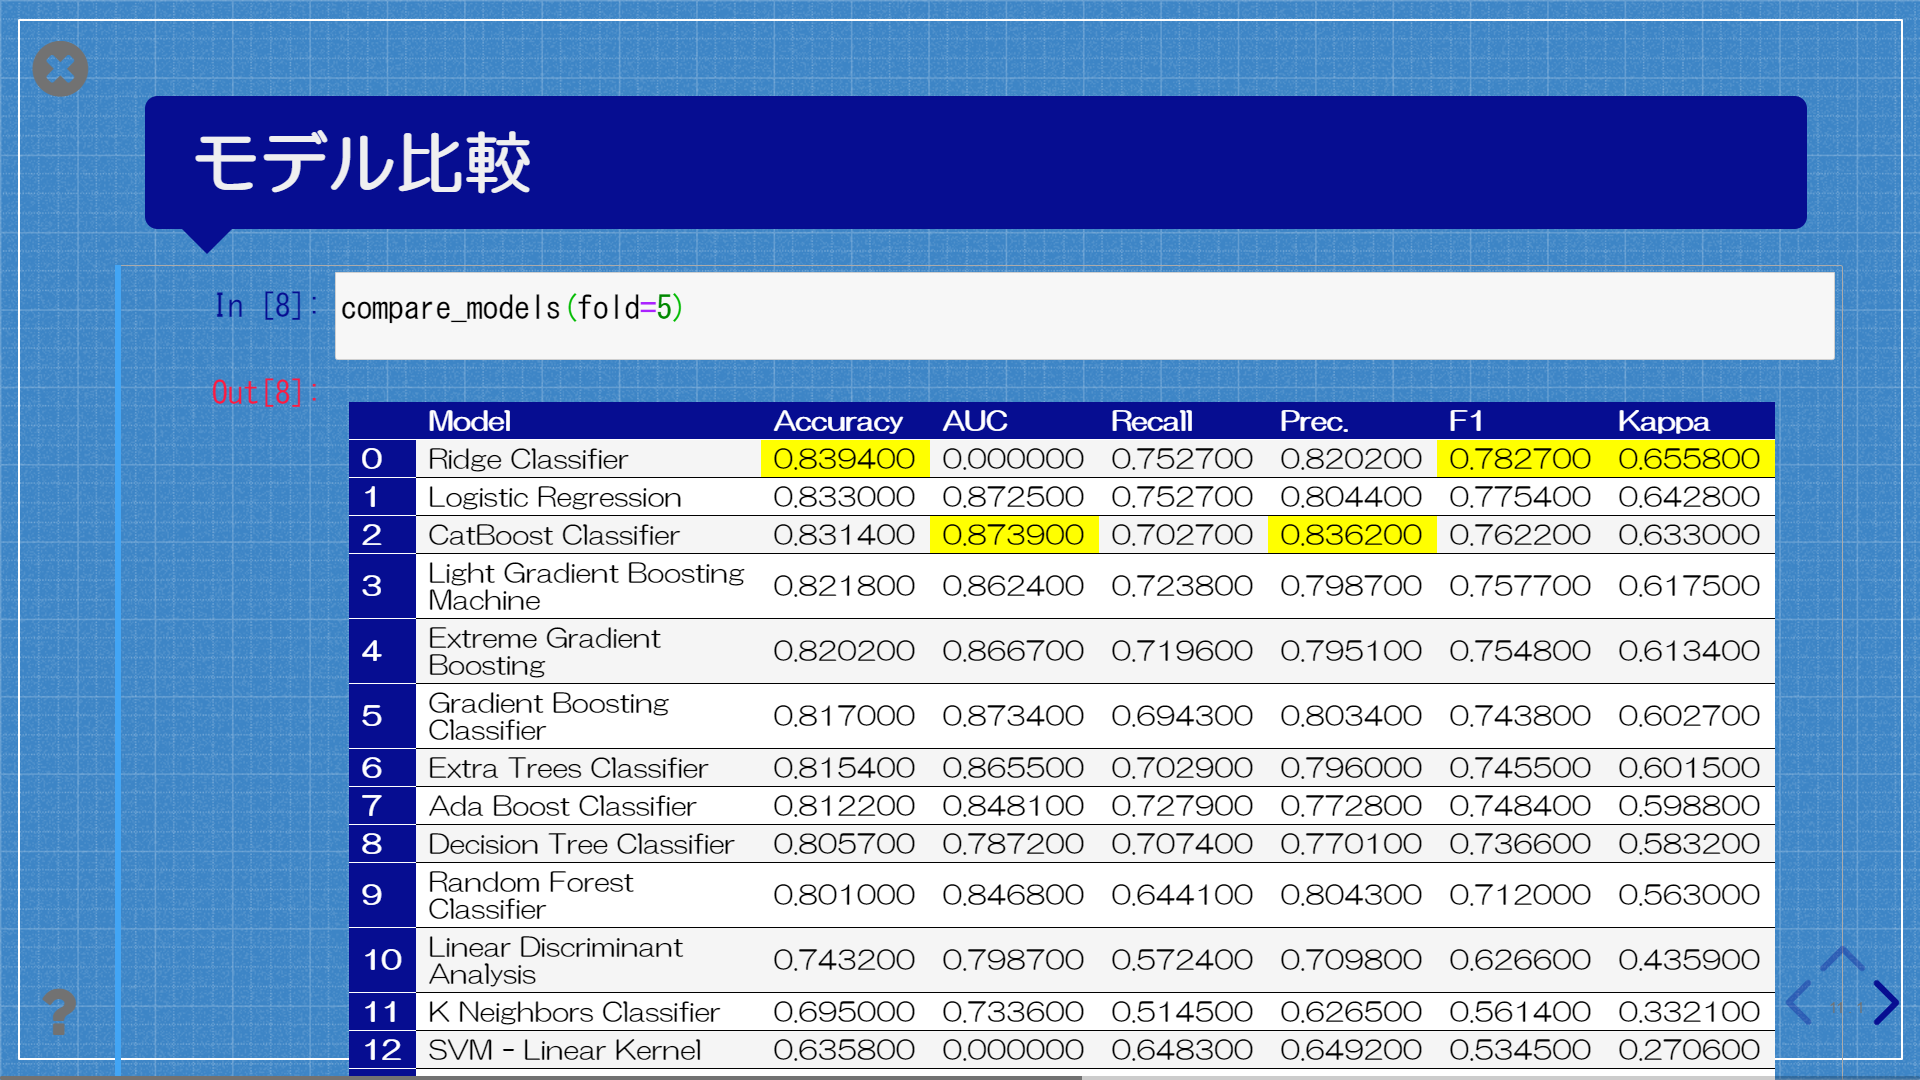 モデル比較
In [8]: compare_models(fold=5)
Out[8]:
Model Accuracy AUC Recall Prec. F1 Kappa
0 Ridge Classifier 0.839400 0.000000 0.752700 0.820200 0.782700 0.655800
1 Logistic Regression 0.833000 0.872500 0.752700 0.804400 0.775400 0.642800
2 CatBoost Classifier 0.831400 0.873900 0.702700 0.836200 0.762200 0.633000
3 Light Gradient Boosting
Machine 0.821800 0.862400 0.723800 0.798700 0.757700 0.617500
4 Extreme Gradient
Boosting 0.820200 0.866700 0.719600 0.795100 0.754800 0.613400
5 Gradient Boosting
Classifier 0.817000 0.873400 0.694300 0.803400 0.743800 0.602700
6 Extra Trees Classifier 0.815400 0.865500 0.702900 0.796000 0.745500 0.601500
7 Ada Boost Classifier 0.812200 0.848100 0.727900 0.772800 0.748400 0.598800
8 Decision Tree Classifier 0.805700 0.787200 0.707400 0.770100 0.736600 0.583200
9 Random Forest
Classifier 0.801000 0.846800 0.644100 0.804300 0.712000 0.563000
10 Linear Discriminant
Analysis 0.743200 0.798700 0.572400 0.709800 0.626600 0.435900
11 K Neighbors Classifier 0.695000 0.733600 0.514500 0.626500 0.561400 0.332100
12 SVM - Linear Kernel 0.635800 0.000000 0.648300 0.649200 0.534500 0.270600
?